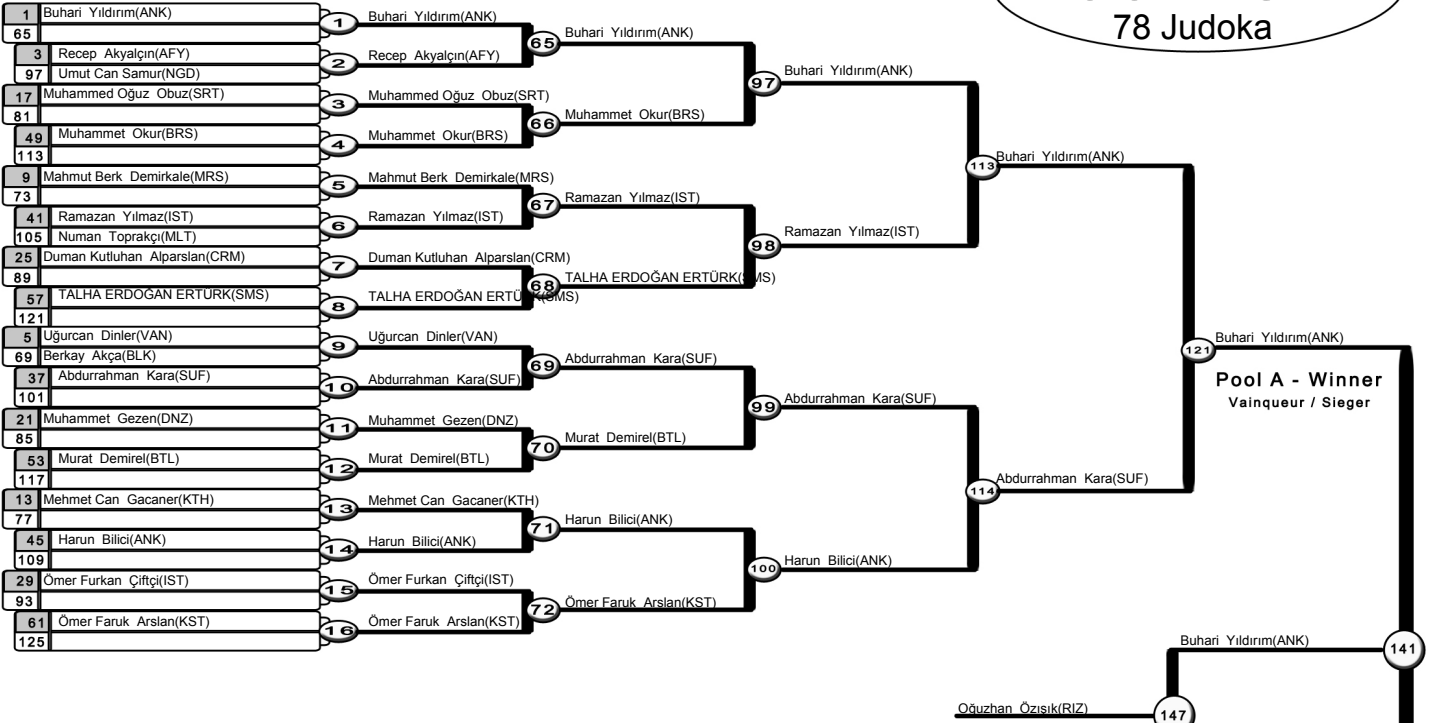 78 Judoka
1 Buhari Yıldırım(ANK)
65
3 Recep Akyalçın(AFY)
97 Umut Can Samur(NGD)
17 Muhammed Oğuz Obuz(SRT)
81
49 Muhammet Okur(BRS)
113
9 Mahmut Berk Demirkale(MRS)
73
41 Ramazan Yılmaz(IST)
105 Numan Toprakçı(MLT)
25 Duman Kutluhan Alparslan(CRM)
89
57 TALHA ERDOĞAN ERTÜRK(SMS)
121
5 Uğurcan Dinler(VAN)
69 Berkay Akça(BLK)
37 Abdurrahman Kara(SUF)
101
21 Muhammet Gezen(DNZ)
85
53 Murat Demirel(BTL)
117
13 Mehmet Can Gacaner(KTH)
77
45 Harun Bilici(ANK)
109
29 Ömer Furkan Çiftçi(IST)
93
61 Ömer Faruk Arslan(KST)
125
1 Buhari Yıldırım(ANK)
2 Recep Akyalçın(AFY)
3 Muhammed Oğuz Obuz(SRT)
4 Muhammet Okur(BRS)
5 Mahmut Berk Demirkale(MRS)
6 Ramazan Yılmaz(IST)
7 Duman Kutluhan Alparslan(CRM)
8 TALHA ERDOĞAN ERTÜRK(SMS)
9 Uğurcan Dinler(VAN)
10 Abdurrahman Kara(SUF)
11 Muhammet Gezen(DNZ)
12 Murat Demirel(BTL)
13 Mehmet Can Gacaner(KTH)
14 Harun Bilici(ANK)
15 Ömer Furkan Çiftçi(IST)
16 Ömer Faruk Arslan(KST)
65 Buhari Yıldırım(ANK)
66 Muhammet Okur(BRS)
67 Ramazan Yılmaz(IST)
68 TALHA ERDOĞAN ERTÜRK(SMS)
69 Abdurrahman Kara(SUF)
70 Murat Demirel(BTL)
71 Harun Bilici(ANK)
72 Ömer Faruk Arslan(KST)
97 Buhari Yıldırım(ANK)
98 Ramazan Yılmaz(IST)
99 Abdurrahman Kara(SUF)
100 Harun Bilici(ANK)
113 Buhari Yıldırım(ANK)
114 Abdurrahman Kara(SUF)
121 Buhari Yıldırım(ANK)
Pool A - Winner
Vainqueur / Sieger
Buhari Yıldırım(ANK) 141
Oğuzhan Özışık(RIZ) 147